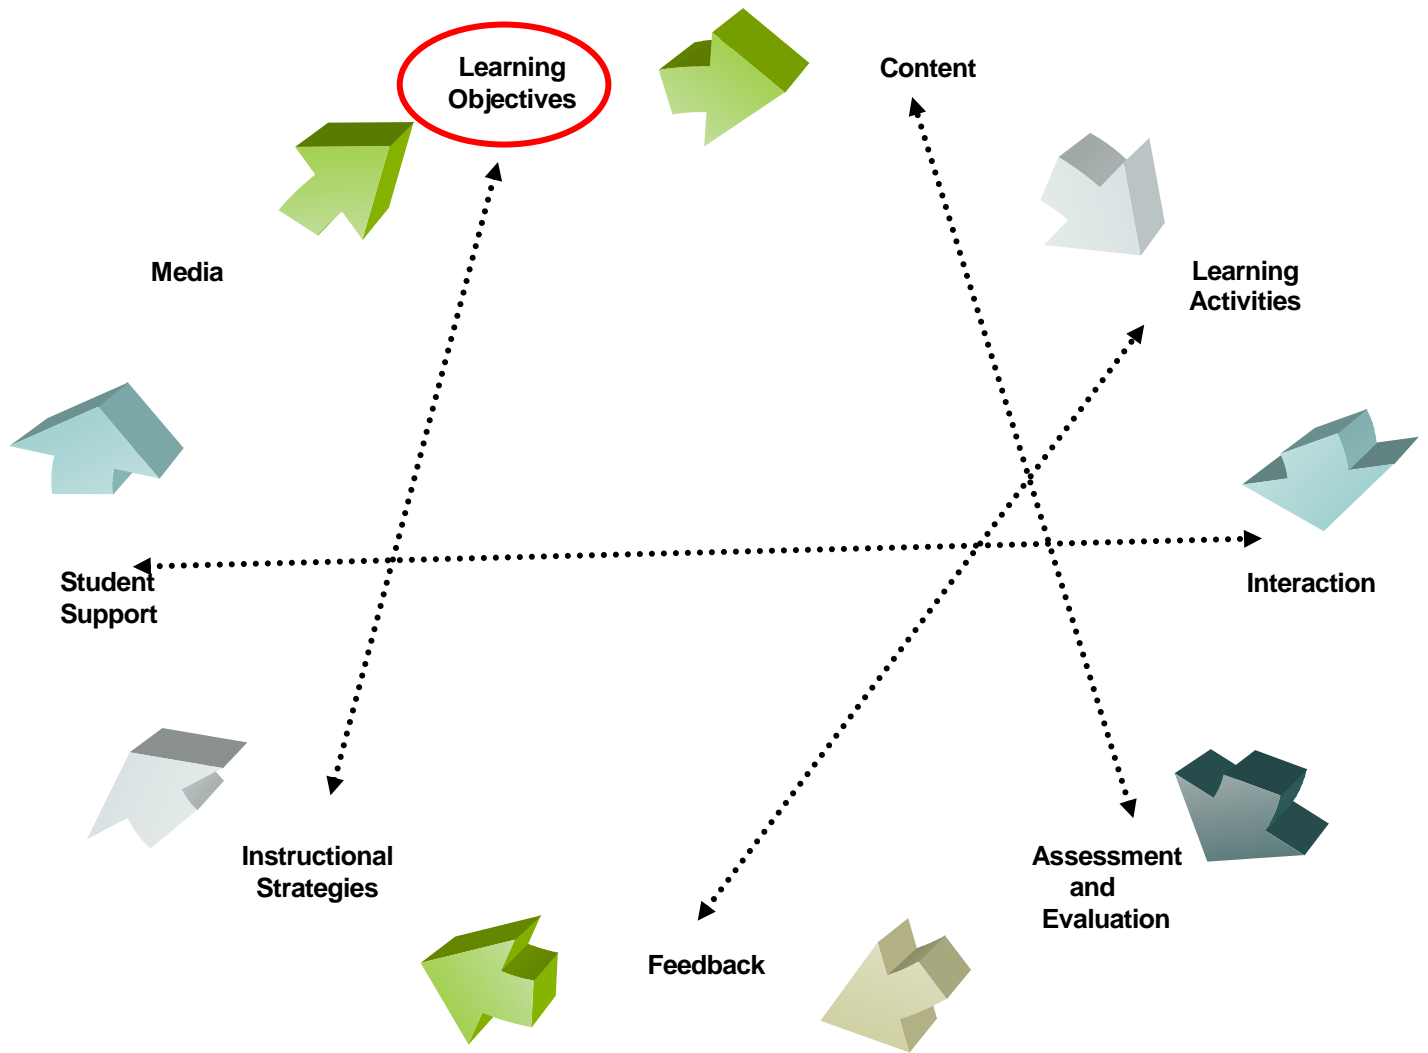 Learning
Objectives
Content
Media
Learning
Activities
Student
Support
Interaction
Instructional
Strategies
Assessment
and
Evaluation
Feedback